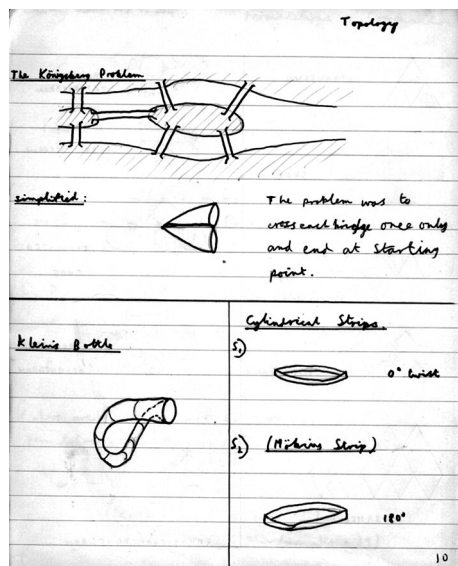 Topology
The Königsberg Problem
simplified:
The problem was to
cross each bridge once only
and end at starting
point.
Klein's Bottle
Cylindrical Strips.
S₁)
0° twist
S₂) (Möbius Strip)
180°
10